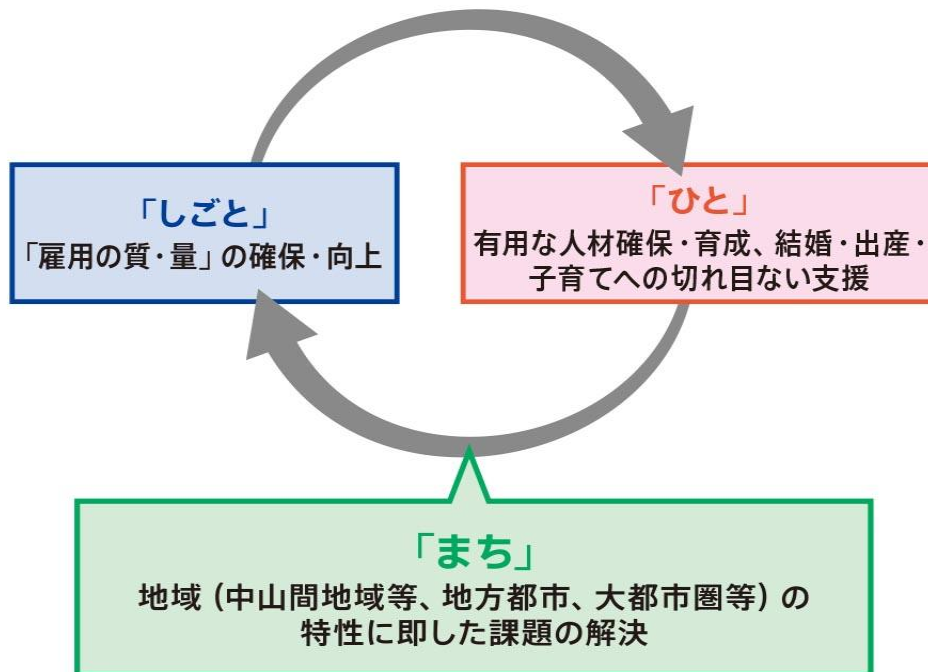 「しごと」
「雇用の質・量」の確保・向上
「ひと」
有用な人材確保・育成、結婚・出産・
子育てへの切れ目ない支援
「まち」
地域（中山間地域等、地方都市、大都市圏等）の
特性に即した課題の解決